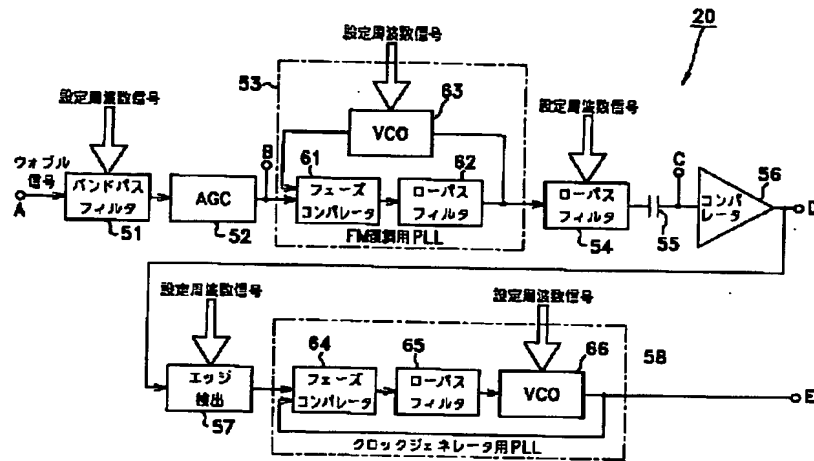 設定周波数信号
20
53
設定周波数信号
63
VCO
B
61
62
C
56
ウォブル
信号
A
バンドパス
フィルタ
51
AGC
52
フェーズ
コンパレータ
ローパス
フィルタ
FM復調用PLL
設定周波数信号
ローパス
フィルタ
54
55
コンパ
レータ
D
設定周波数信号
設定周波数信号
58
64
65
66
エッジ
検出
57
フェーズ
コンパレータ
ローパス
フィルタ
VCO
E
クロックジェネレータ用PLL